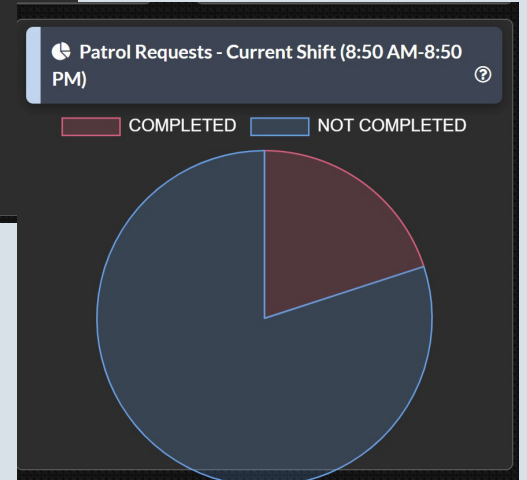 Patrol Requests - Current Shift (8:50 AM-8:50
PM)
COMPLETED NOT COMPLETED